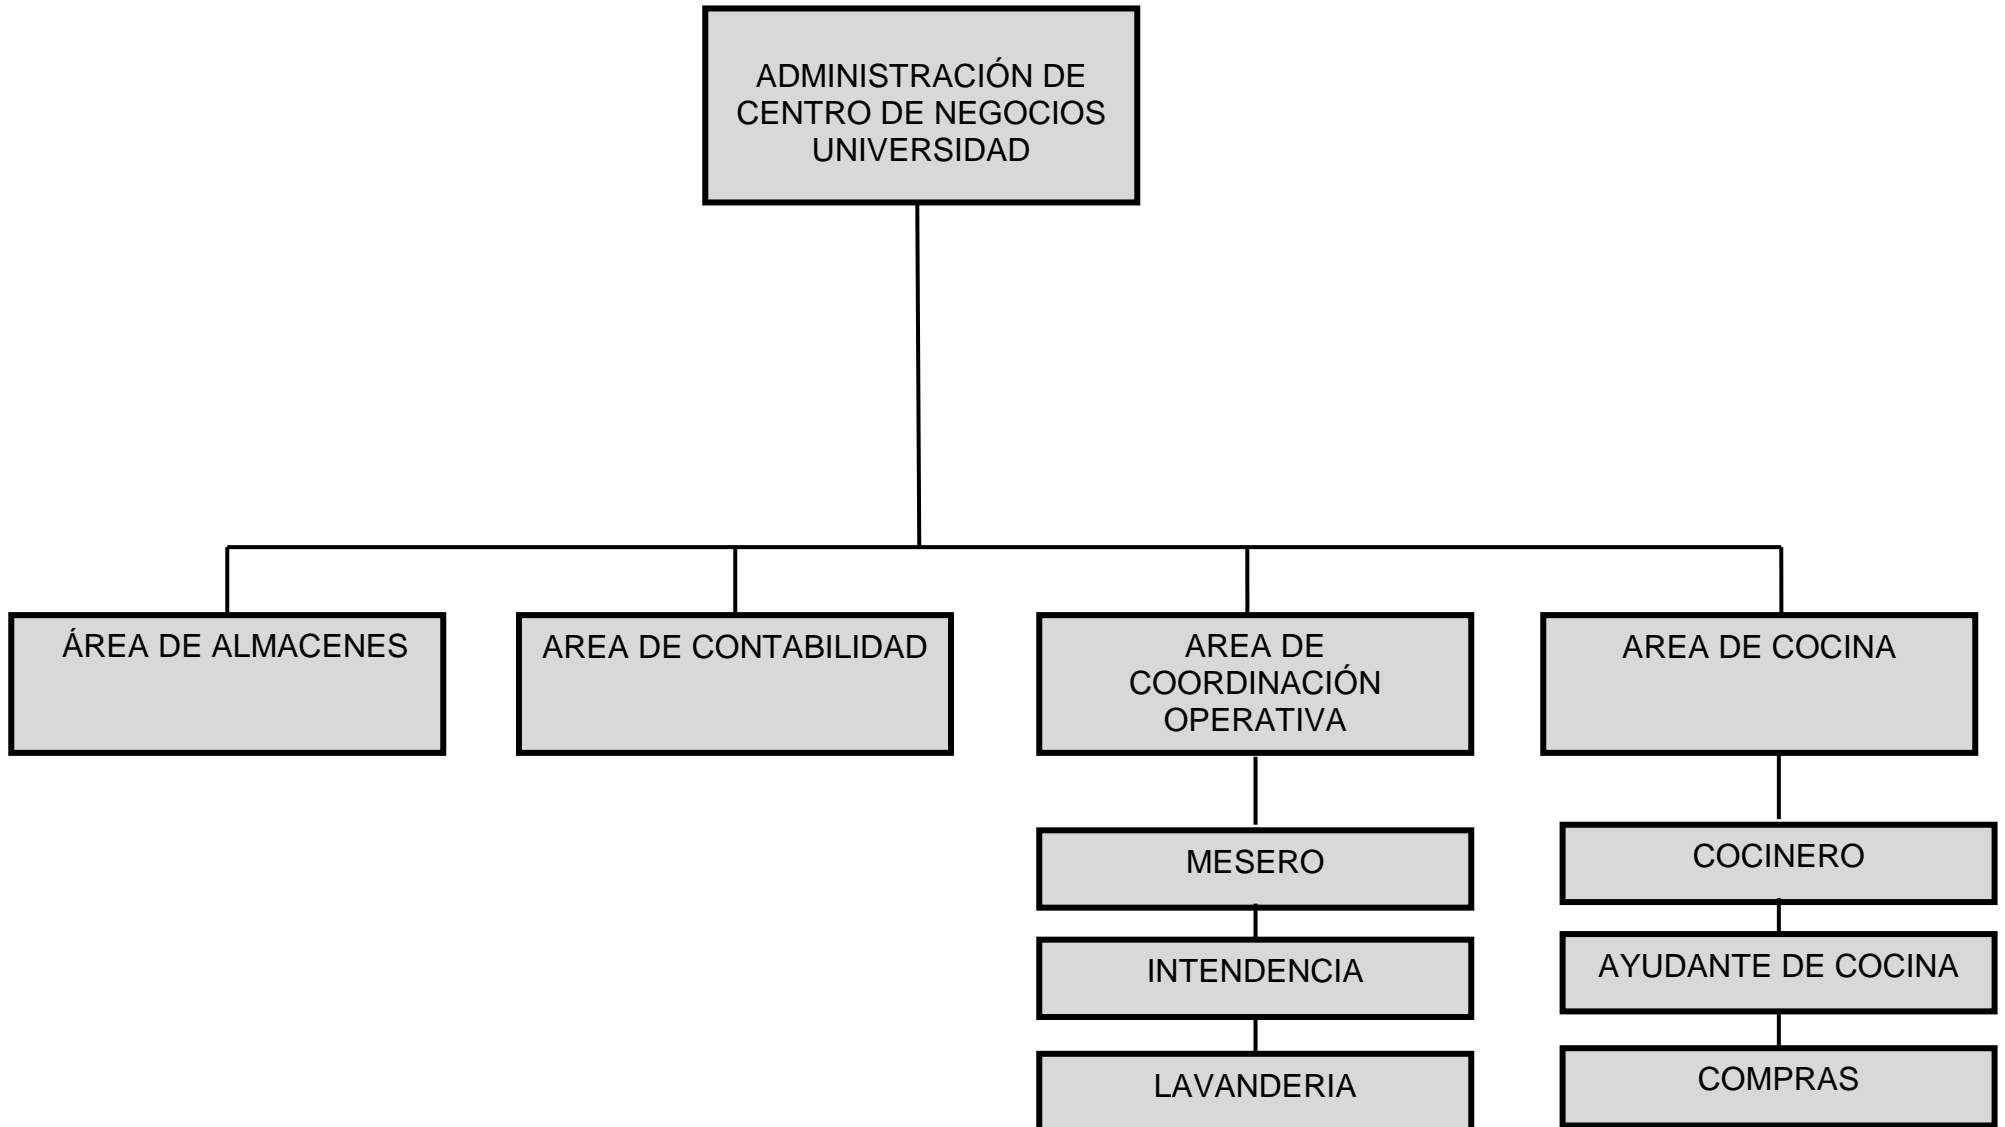 ADMINISTRACIÓN DE
CENTRO DE NEGOCIOS
UNIVERSIDAD
ÁREA DE ALMACENES
AREA DE CONTABILIDAD
AREA DE
COORDINACIÓN
OPERATIVA
AREA DE COCINA
MESERO
COCINERO
INTENDENCIA
AYUDANTE DE COCINA
LAVANDERIA
COMPRAS